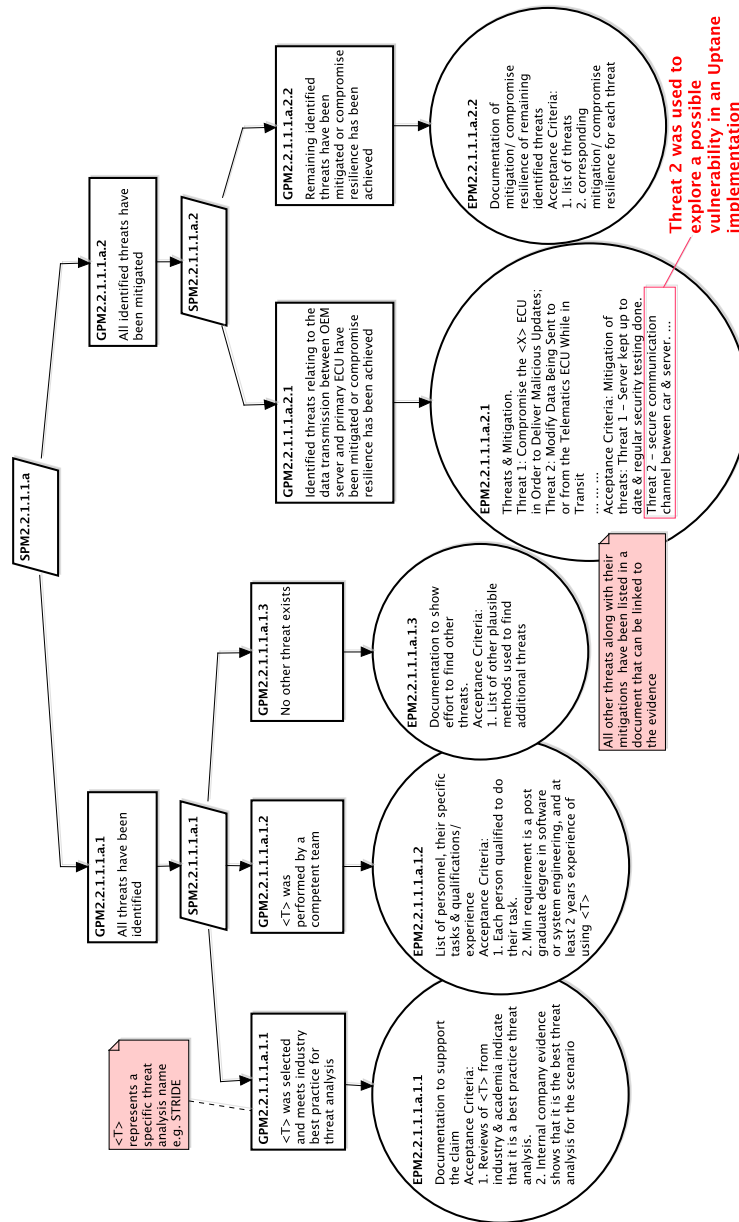 SPM2.2.1.1.1.a
GPM2.2.1.1.1.a.1
All threats have been
identified
GPM2.2.1.1.1.a.2
All identified threats have
been mitigated
<T>
represents a
specific threat
analysis name
e.g. STRIDE
SPM2.2.1.1.1.a.1
SPM2.2.1.1.1.a.2
GPM2.2.1.1.1.a.1.1
<T> was selected
and meets industry
best practice for
threat analysis
GPM2.2.1.1.1.a.1.2
<T> was
performed by a
competent team
GPM2.2.1.1.1.a.1.3
No other threat exists
GPM2.2.1.1.1.a.2.1
Identified threats relating to the
data transmission between OEM
server and primary ECU have
been mitigated or compromise
resilience has been achieved
GPM2.2.1.1.1.a.2.2
Remaining identified
threats have been
mitigated or compromise
resilience has been
achieved
EPM2.2.1.1.1.a.1.1
Documentation to suppport
the claim
Acceptance Criteria:
1. Reviews of <T> from
industry & academia indicate
that it is a best practice threat
analysis.
2. Internal company evidence
shows that it is the best threat
analysis for the scenario
EPM2.2.1.1.1.a.1.2
List of personnel, their specific
tasks & qualifications/
experience
Acceptance Criteria:
1. Each person qualified to do
their task.
2. Min requirement is a post
graduate degree in software
or system engineering, and at
least 2 years experience of
using <T>
EPM2.2.1.1.1.a.1.3
Documentation to show
effort to find other
threats.
Acceptance Criteria:
1. List of other plausible
methods used to find
additional threats
EPM2.2.1.1.1.a.2.1
Threats & Mitigation.
Threat 1: Compromise the <X> ECU
in Order to Deliver Malicious Updates;
Threat 2: Modify Data Being Sent to
or from the Telematics ECU While in
Transit
... ... ...
Acceptance Criteria: Mitigation of
threats: Threat 1 – Server kept up to
date & regular security testing done.
Threat 2 – secure communication
channel between car & server. ...
EPM2.2.1.1.1.a.2.2
Documentation of
mitigation/ compromise
resilience of remaining
identified threats
Acceptance Criteria:
1. list of threats
2. corresponding
mitigation/ compromise
resilience for each threat
All other threats along with their
mitigations have been listed in a
document that can be linked to
the evidence
Threat 2 was used to
explore a possible
vulnerability in an Uptane
implementation